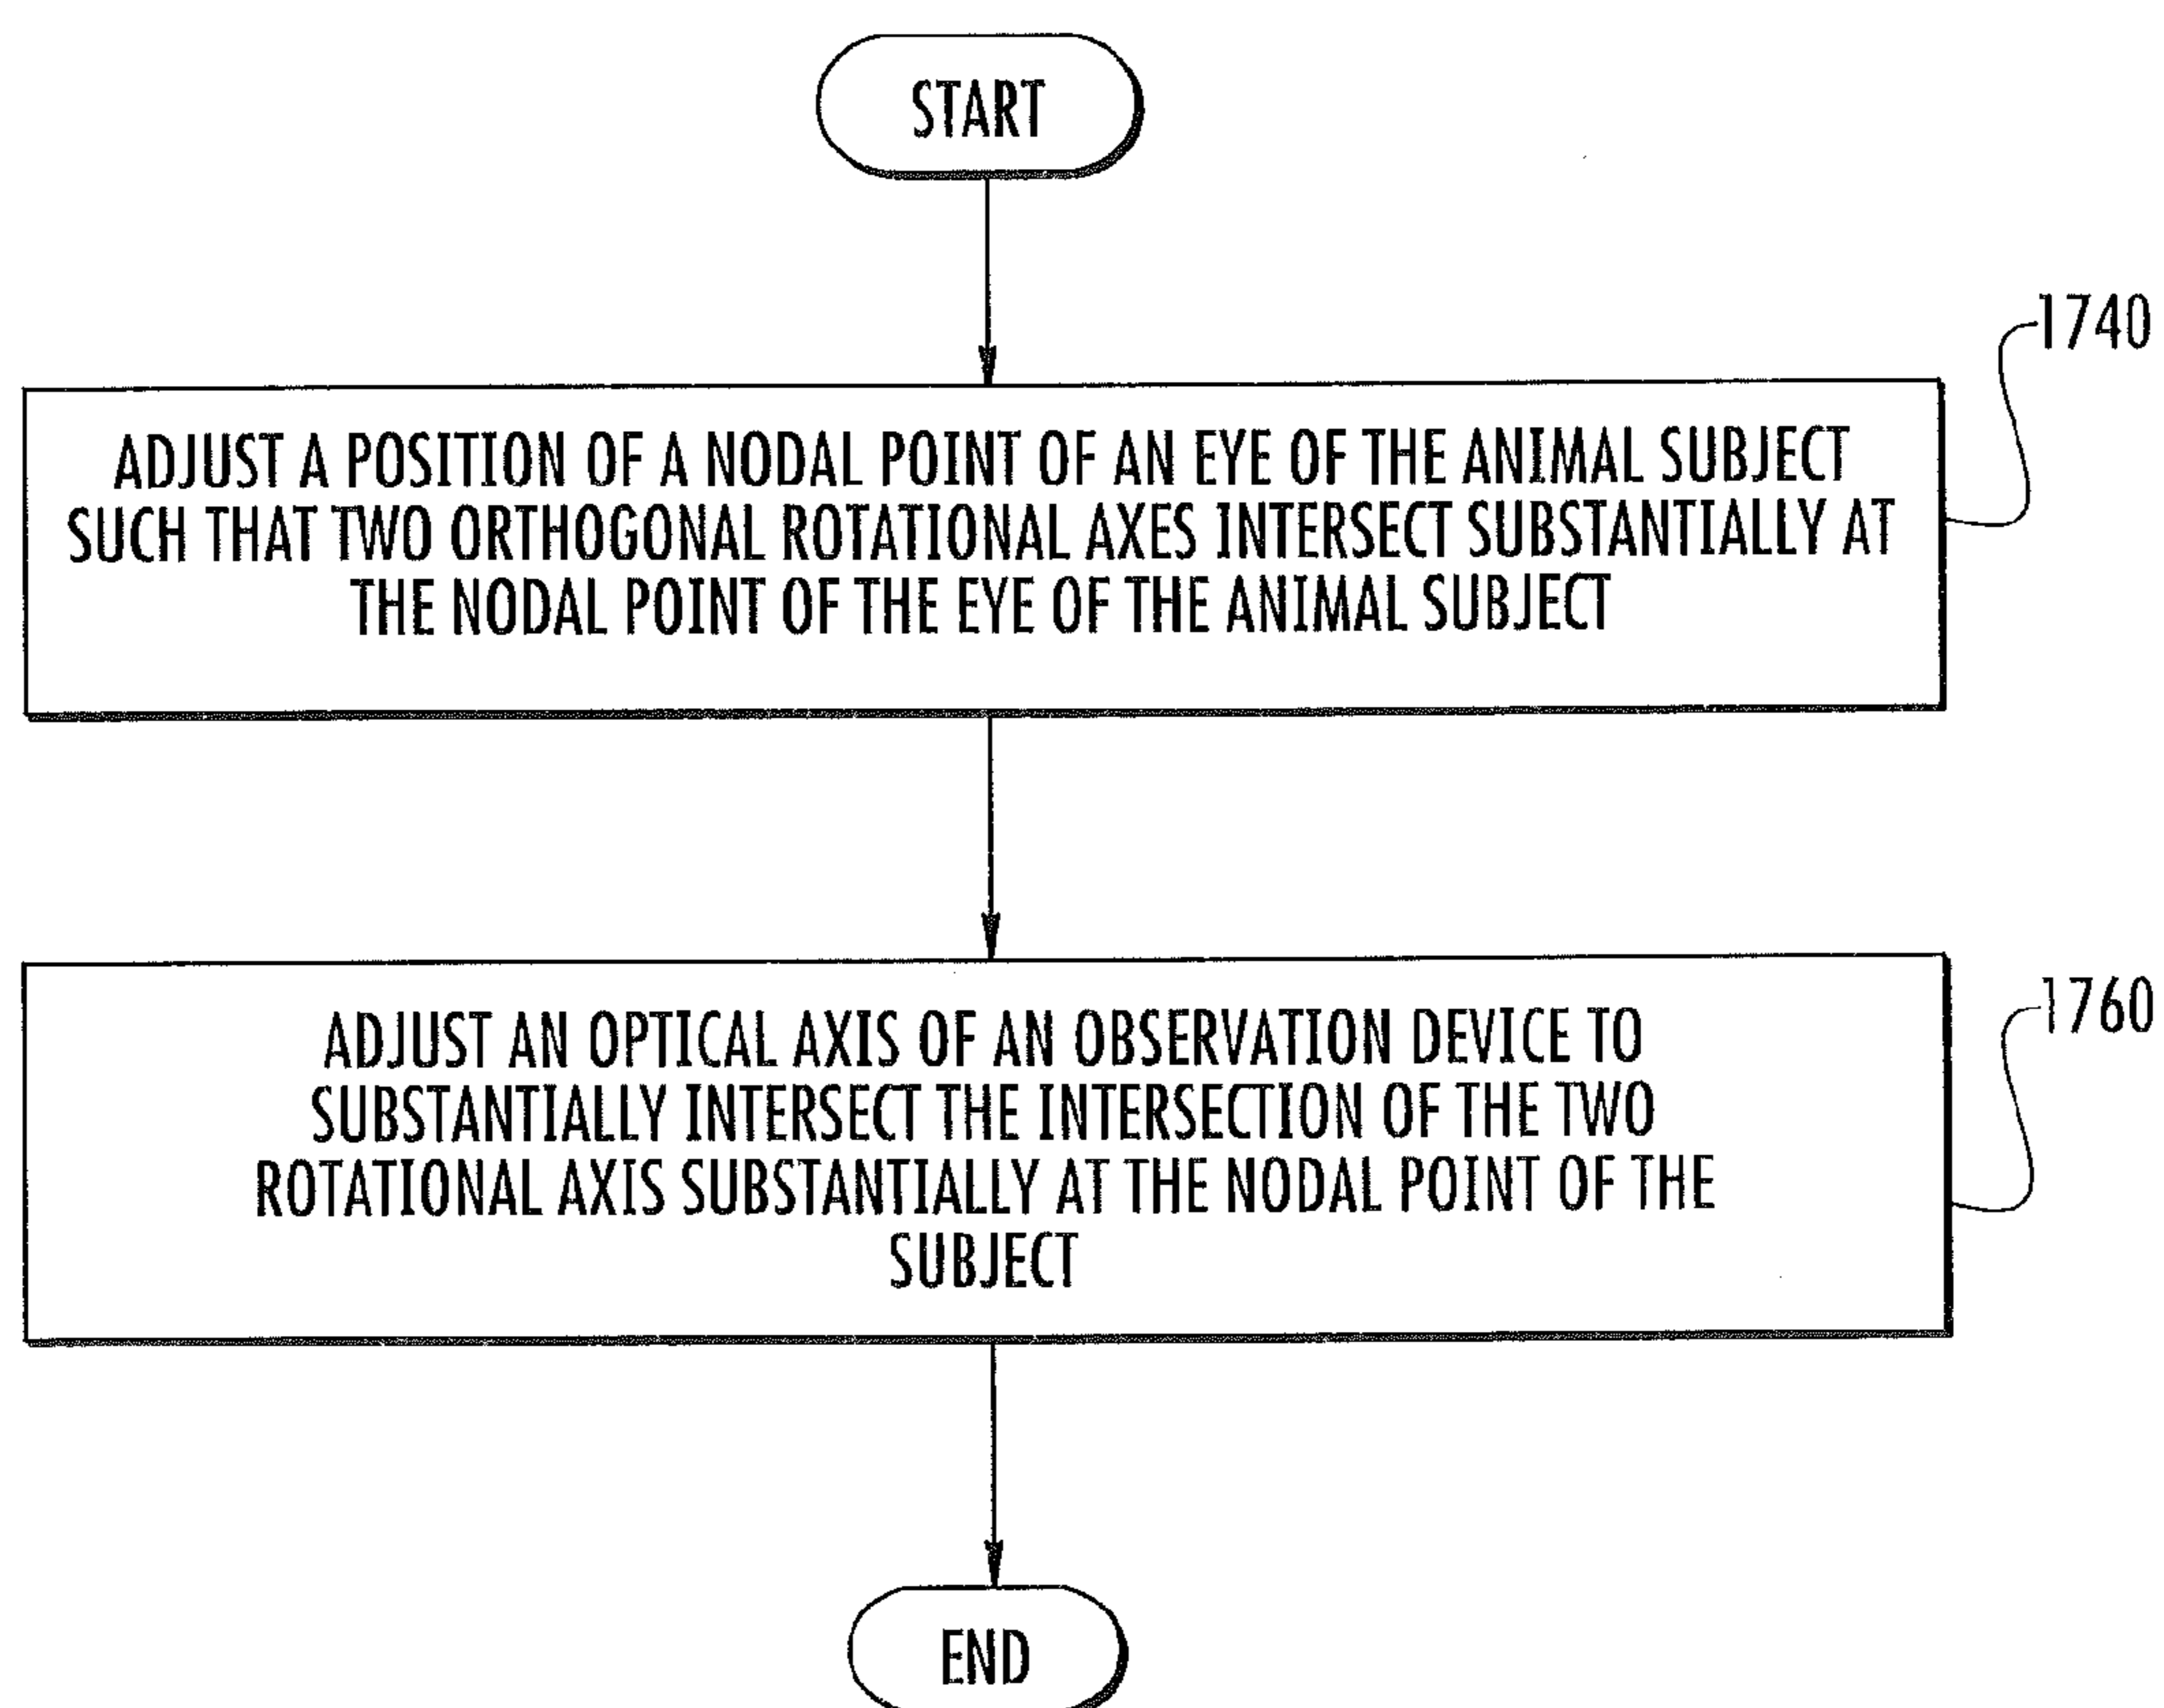 START
1740
ADJUST A POSITION OF A NODAL POINT OF AN EYE OF THE ANIMAL SUBJECT
SUCH THAT TWO ORTHOGONAL ROTATIONAL AXES INTERSECT SUBSTANTIALLY AT
THE NODAL POINT OF THE EYE OF THE ANIMAL SUBJECT
1760
ADJUST AN OPTICAL AXIS OF AN OBSERVATION DEVICE TO
SUBSTANTIALLY INTERSECT THE INTERSECTION OF THE TWO
ROTATIONAL AXIS SUBSTANTIALLY AT THE NODAL POINT OF THE
SUBJECT
END